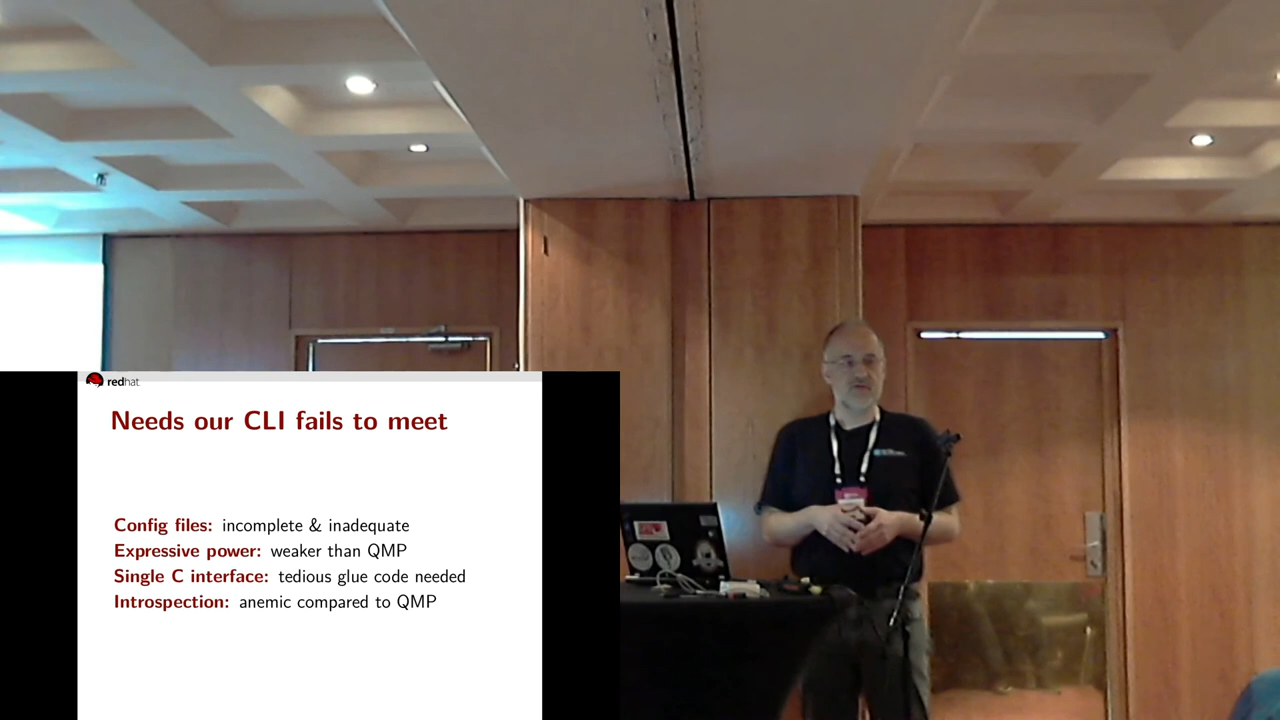 redhat
Needs our CLI fails to meet
Config files: incomplete & inadequate
Expressive power: weaker than QMP
Single C interface: tedious glue code needed
Introspection: anemic compared to QMP